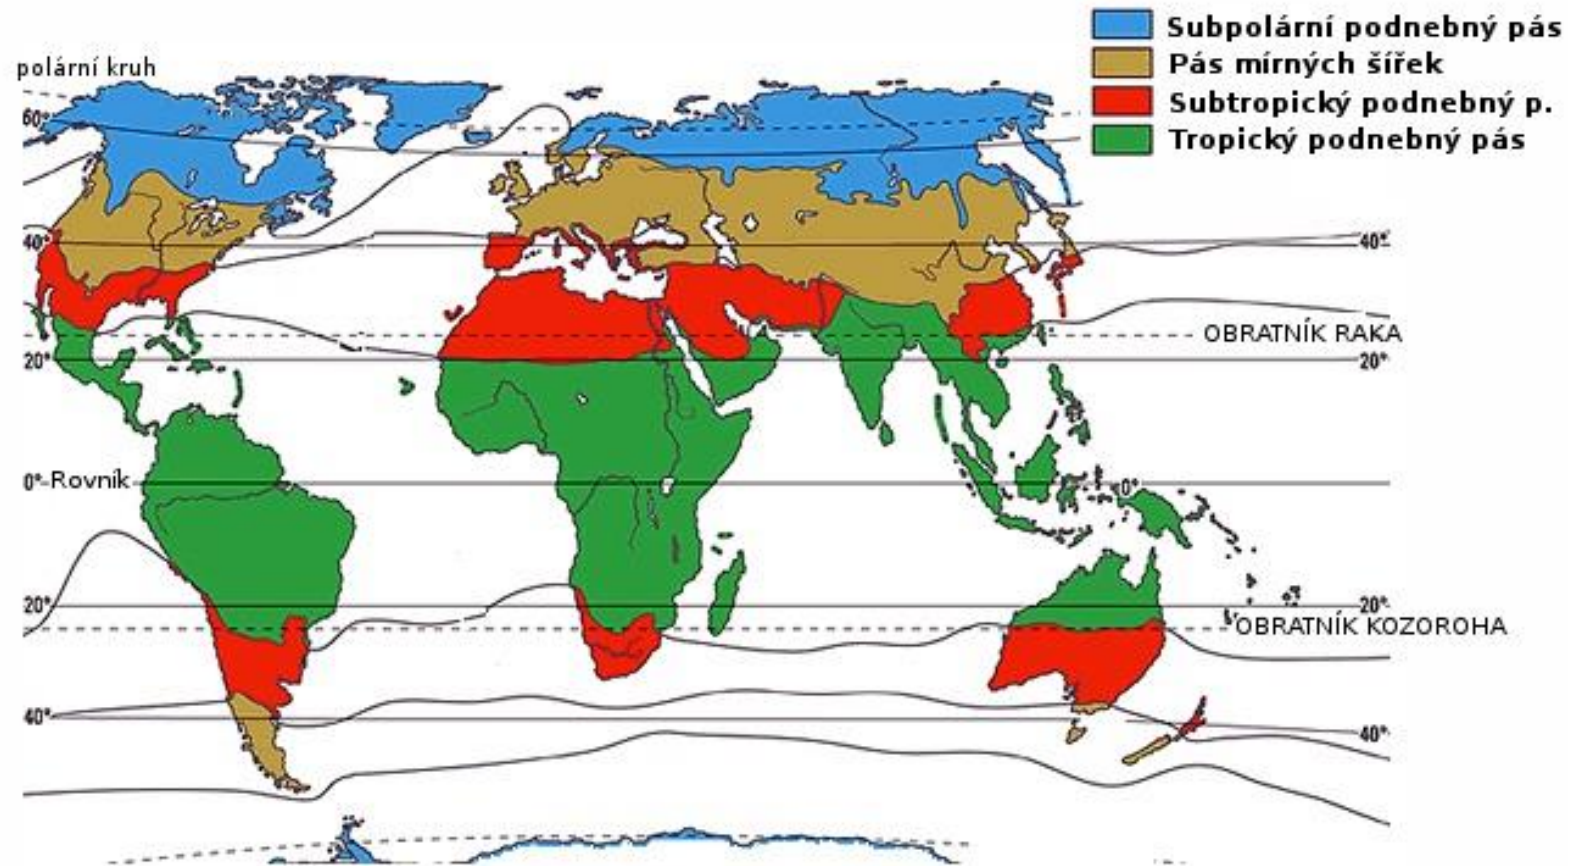 Subpolární podnebný pás
Pás mírných šířek
Subtropický podnebný p.
Tropický podnebný pás
polární kruh
60°
40°
40°
OBRATNÍK RAKA
20°
20°
0°
Rovník
0°
20°
20°
OBRATNÍK KOZOROHA
40°
40°